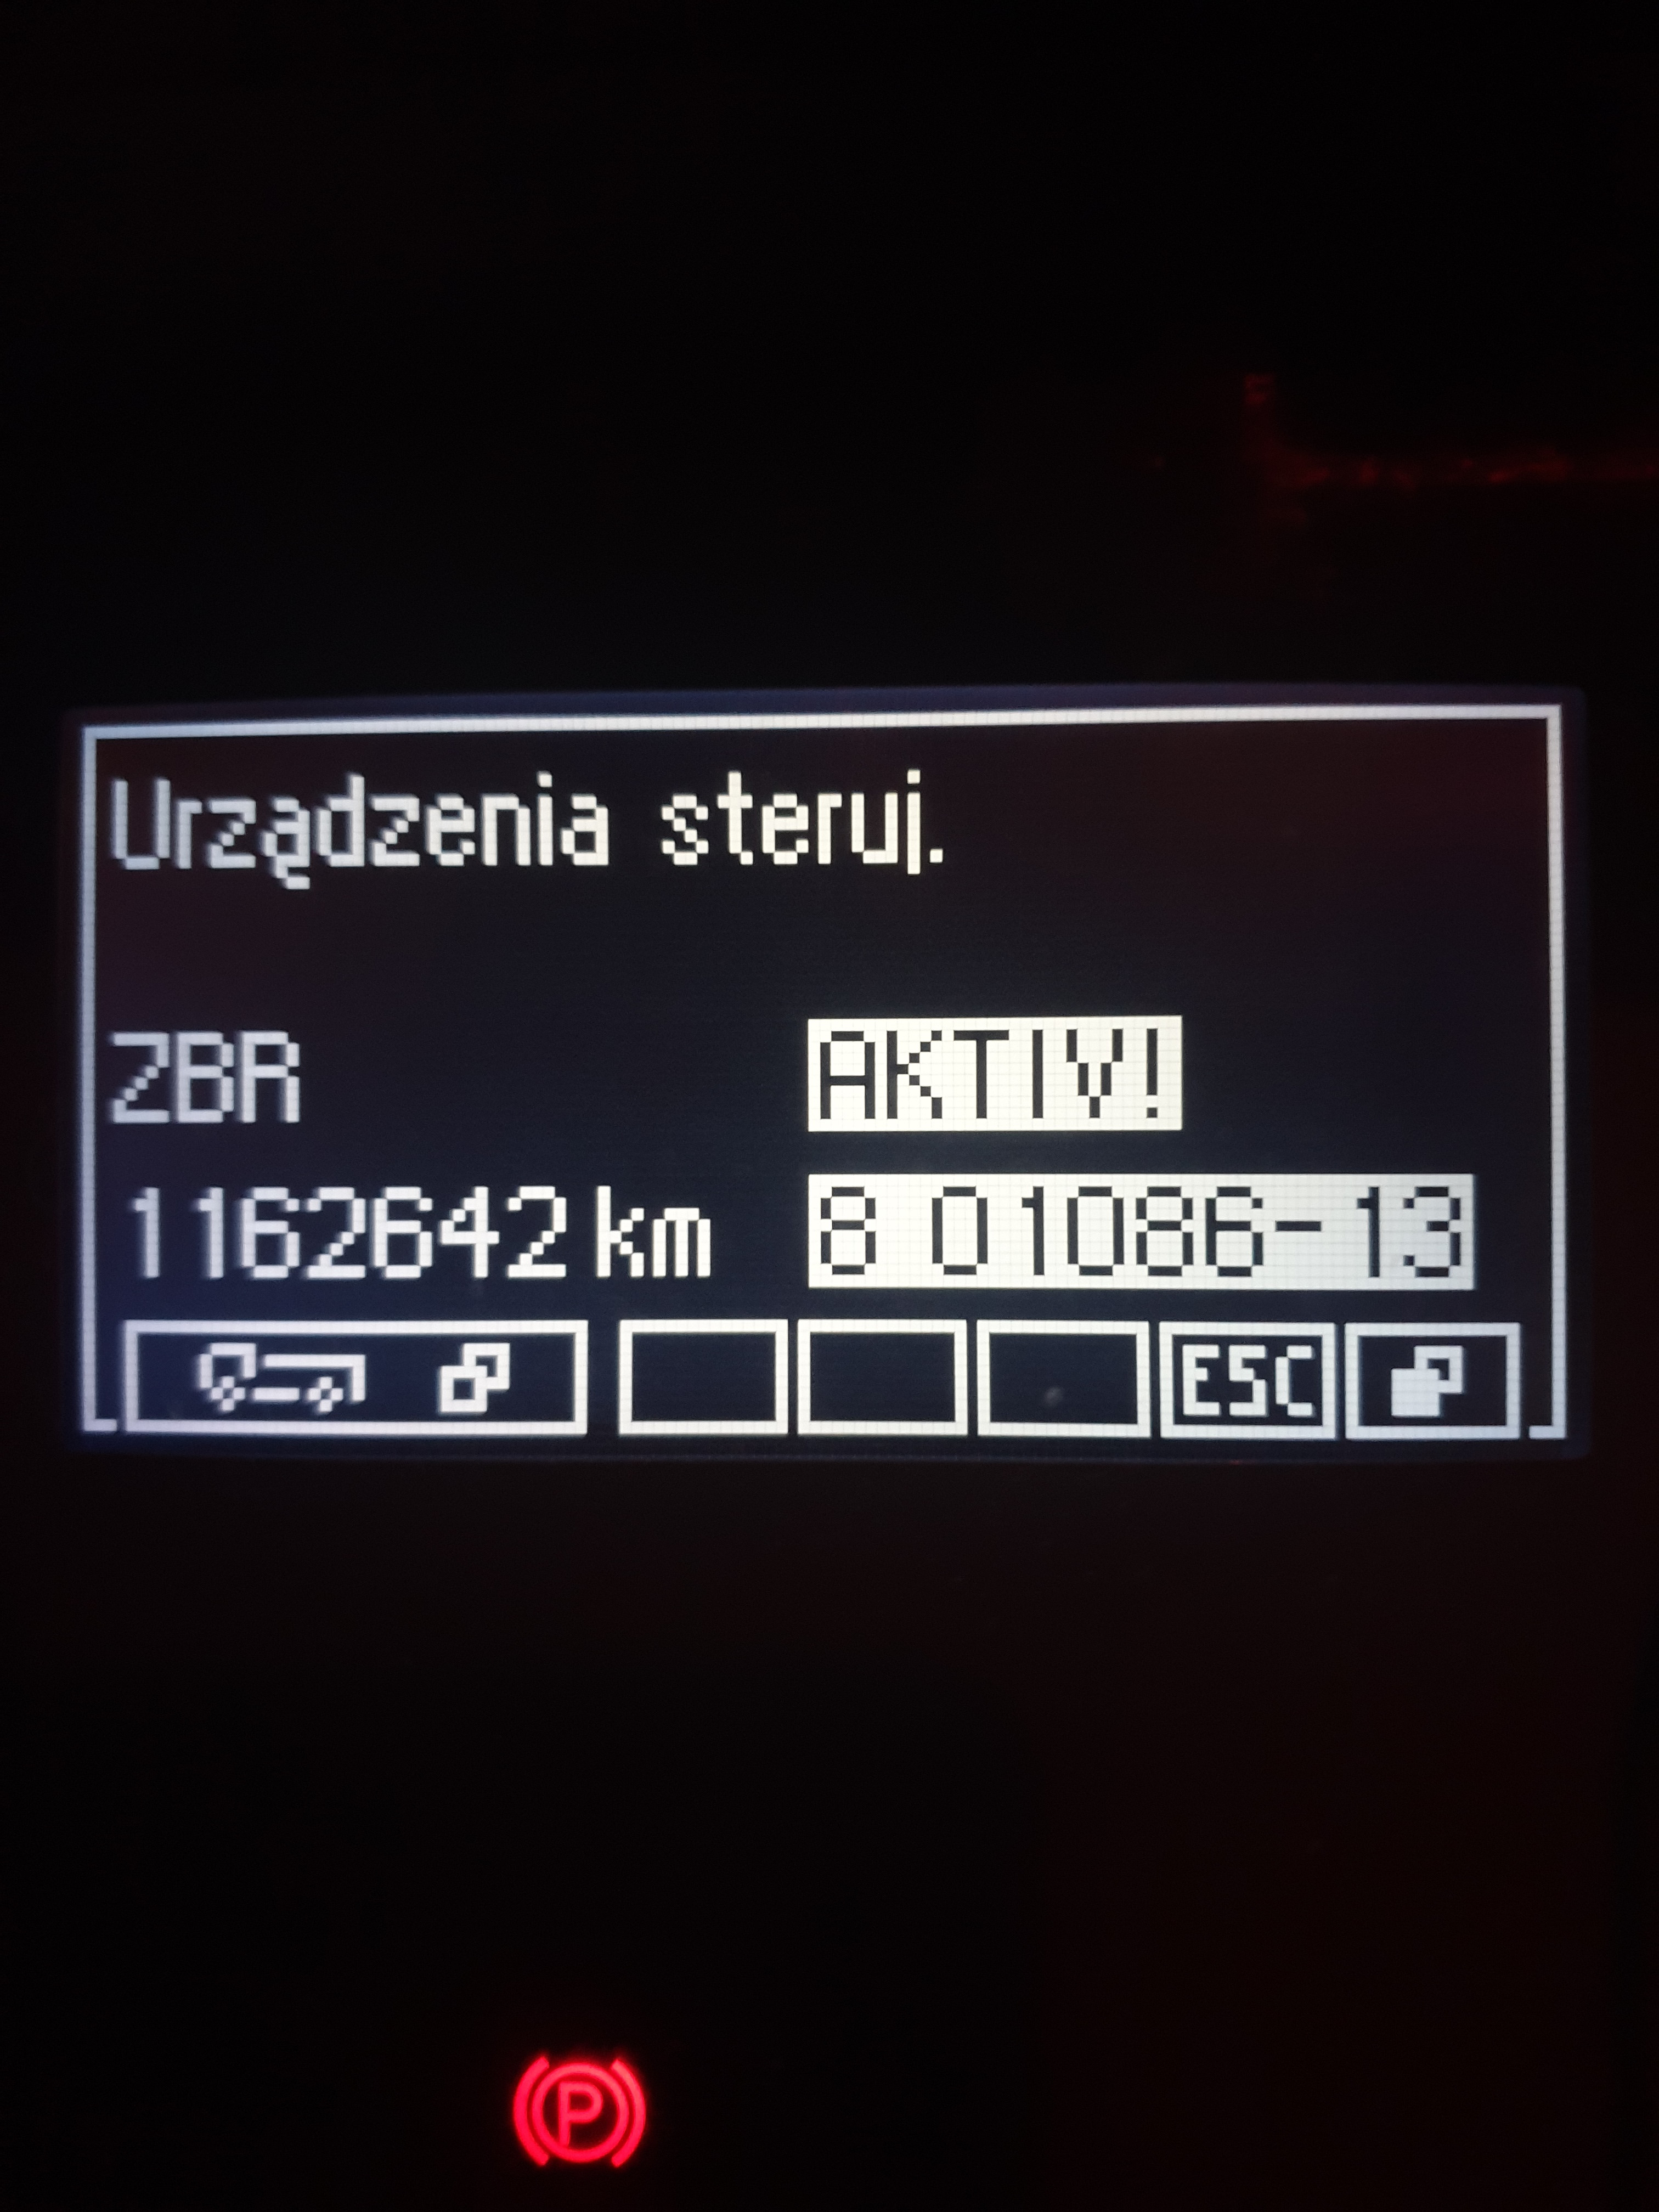 Urządzenia steruj.
ZBR AKTIV!
1162642 km 8 01086-13
ESC
P